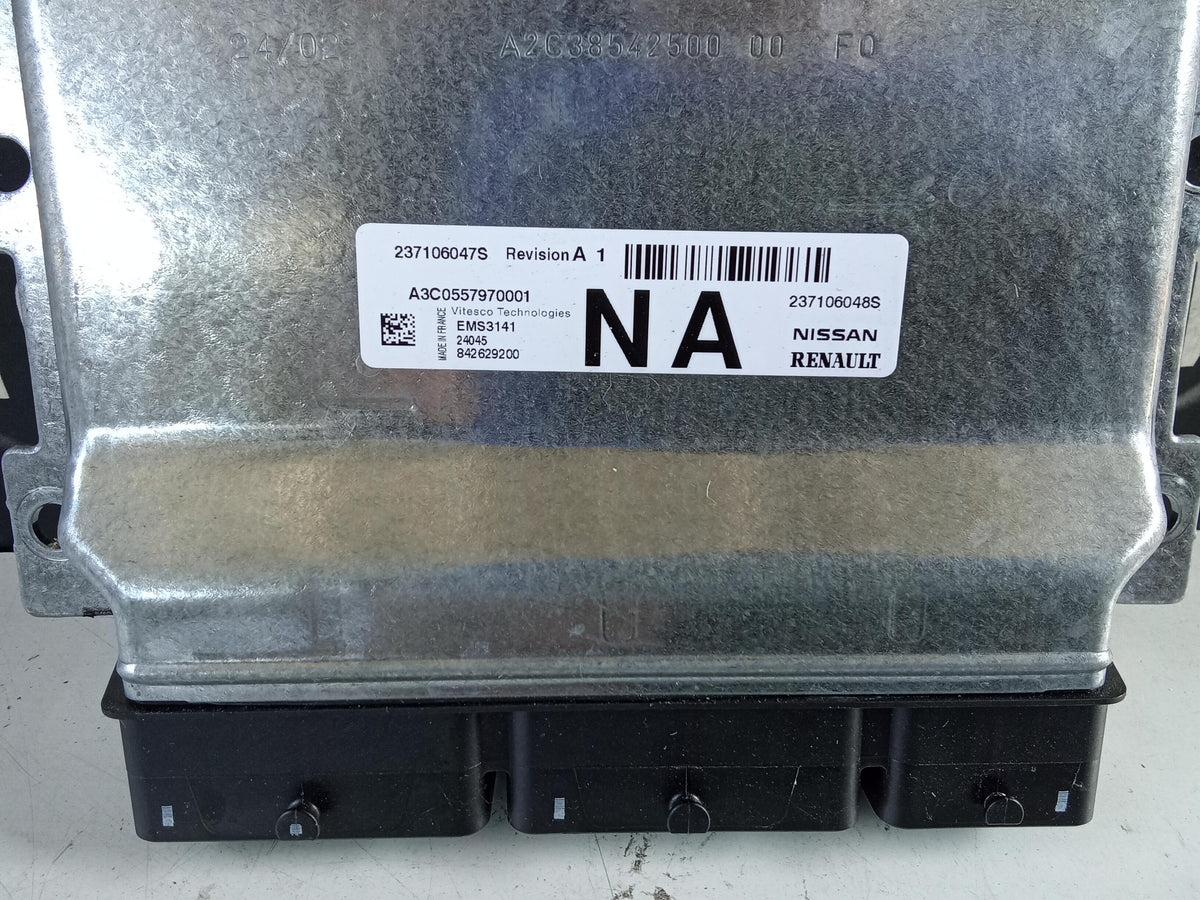 24/02 A2C38542500 00 F0
237106047S Revision A 1
A3C0557970001
Vitesco Technologies
MADE IN FRANCE
EMS3141
24045
842629200
NA
237106048S
NISSAN
RENAULT